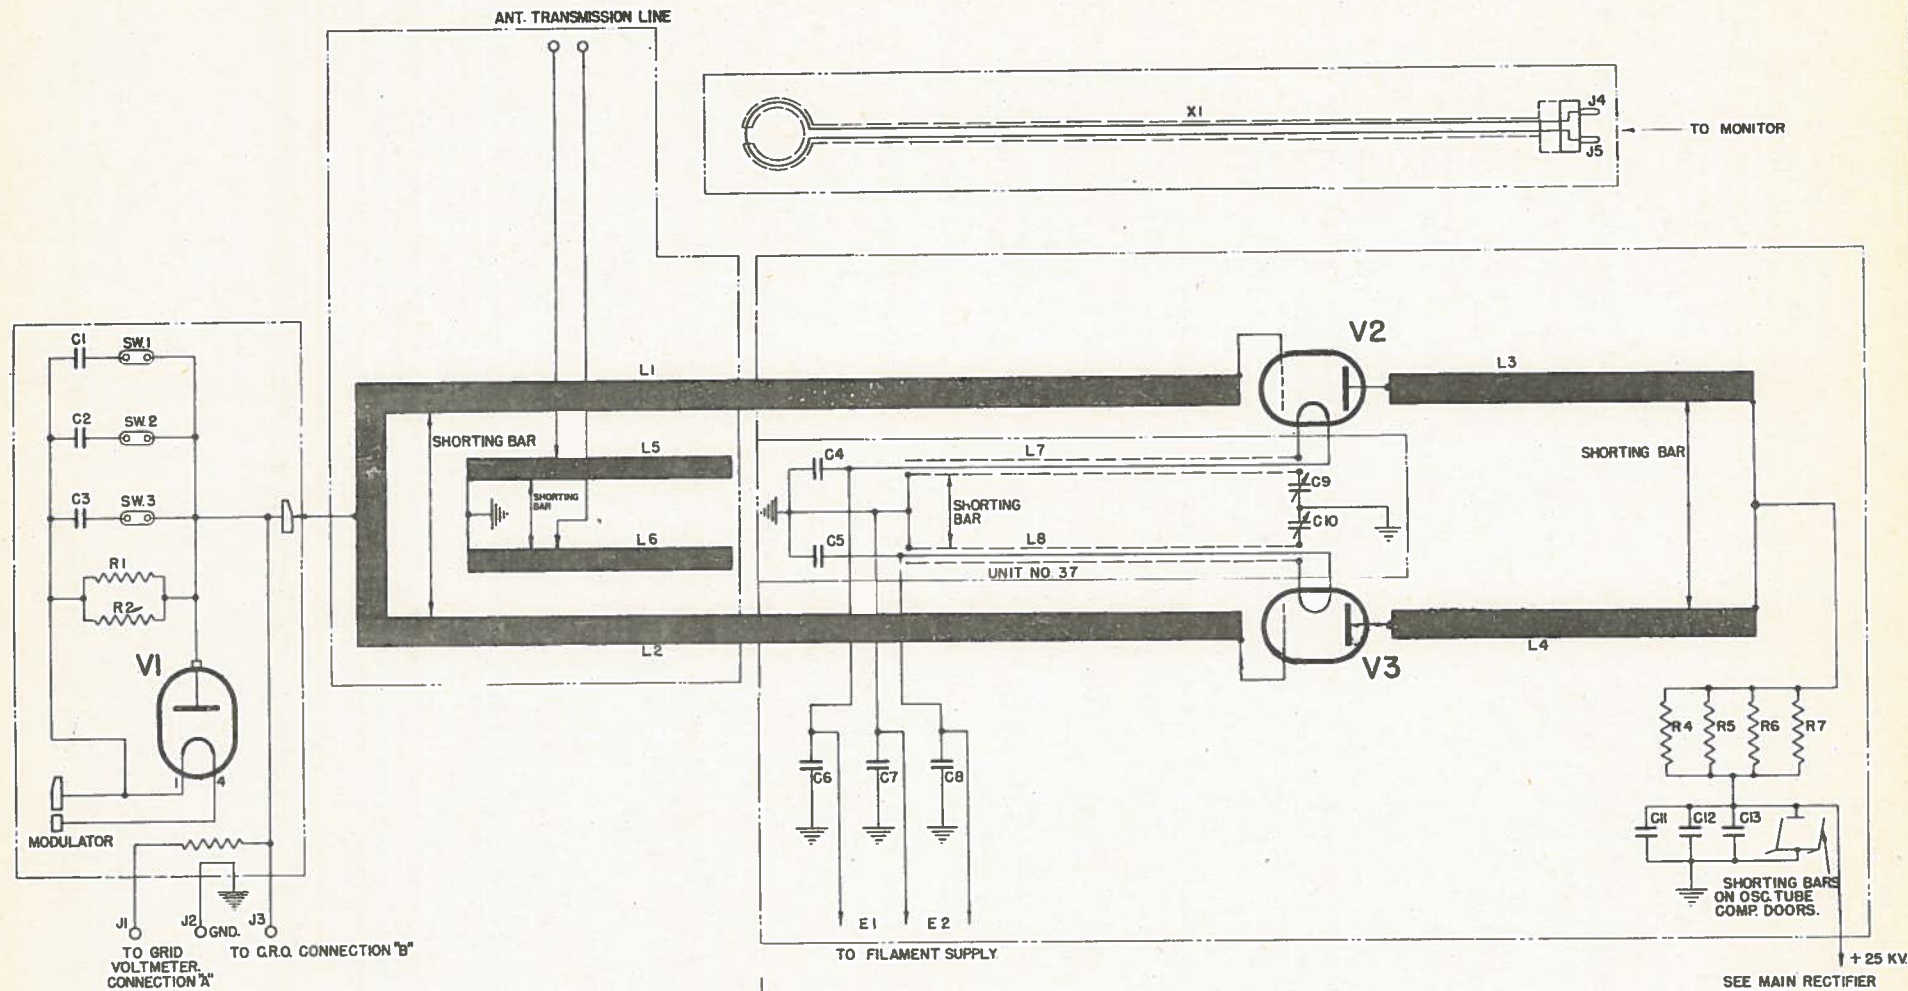 ANT. TRANSMISSION LINE
X1
J4
J5
TO MONITOR
C1
SW.1
C2
SW.2
C3
SW.3
R1
R2
V1
1
4
MODULATOR
J1
J2
GND.
J3
TO GRID
VOLTMETER.
CONNECTION "A"
TO C.R.O. CONNECTION "B"
L1
SHORTING BAR
L5
SHORTING
BAR
L6
L2
V2
L3
C4
L7
C9
SHORTING
BAR
C10
C5
L8
UNIT NO. 37
V3
L4
SHORTING BAR
C6
C7
C8
E1
E2
TO FILAMENT SUPPLY
R4
R5
R6
R7
C11
C12
C13
SHORTING BARS
ON OSC. TUBE
COMP. DOORS.
+ 25 KV.
SEE MAIN RECTIFIER